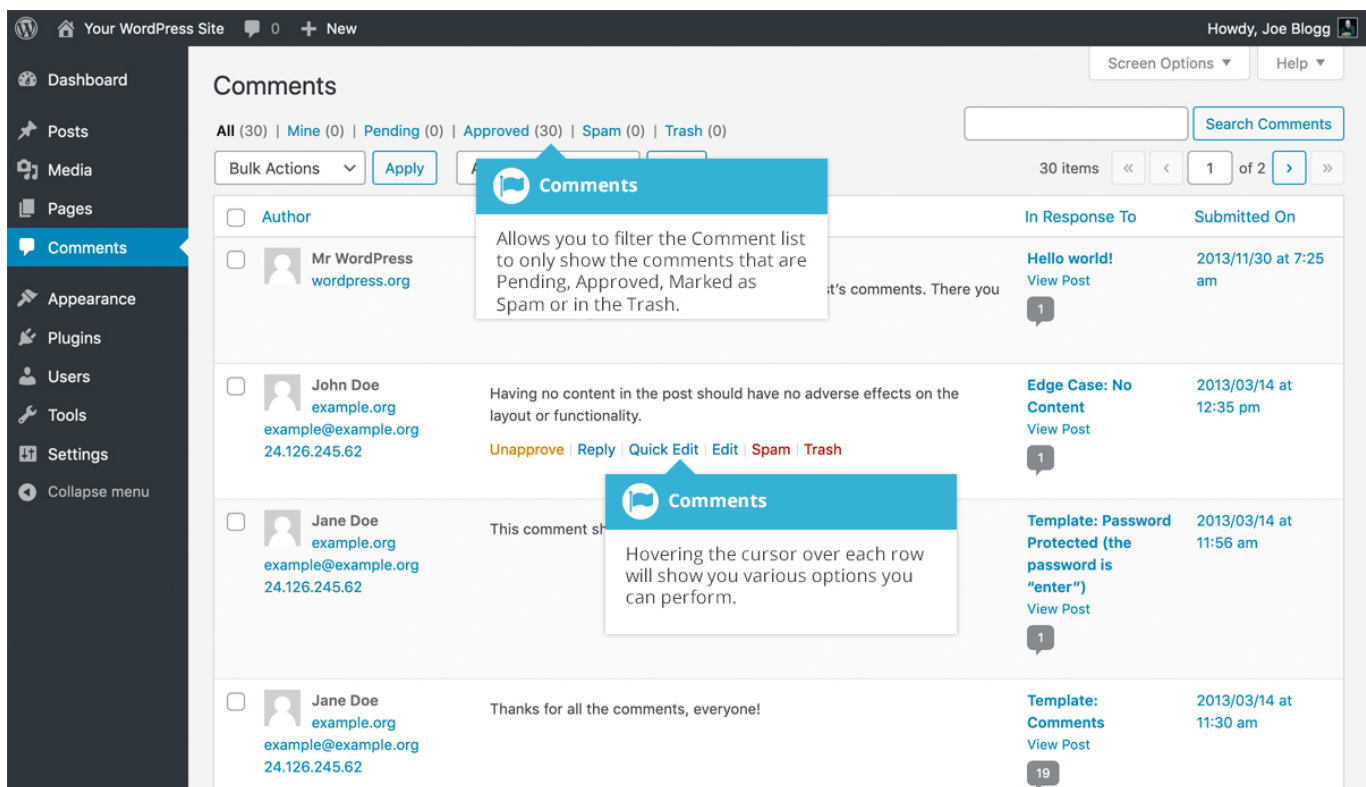 Your WordPress Site 0 New Howdy, Joe Blogg
Screen Options Help
Dashboard
Posts
Media
Pages
Comments
Appearance
Plugins
Users
Tools
Settings
Collapse menu
Comments
All (30) | Mine (0) | Pending (0) | Approved (30) | Spam (0) | Trash (0)
Search Comments
Bulk Actions Apply
30 items « ‹ 1 of 2 › »
Author In Response To Submitted On
Comments
Allows you to filter the Comment list
to only show the comments that are
Pending, Approved, Marked as
Spam or in the Trash.
Mr WordPress
wordpress.org
comments. There you
Hello world!
View Post
1
2013/11/30 at 7:25
am
John Doe
example.org
example@example.org
24.126.245.62
Having no content in the post should have no adverse effects on the
layout or functionality.
Unapprove | Reply | Quick Edit | Edit | Spam | Trash
Edge Case: No
Content
View Post
1
2013/03/14 at
12:35 pm
Comments
Hovering the cursor over each row
will show you various options you
can perform.
Jane Doe
example.org
example@example.org
24.126.245.62
This comment
Template: Password
Protected (the
password is
“enter”)
View Post
1
2013/03/14 at
11:56 am
Jane Doe
example.org
example@example.org
24.126.245.62
Thanks for all the comments, everyone!
Template:
Comments
View Post
19
2013/03/14 at
11:30 am